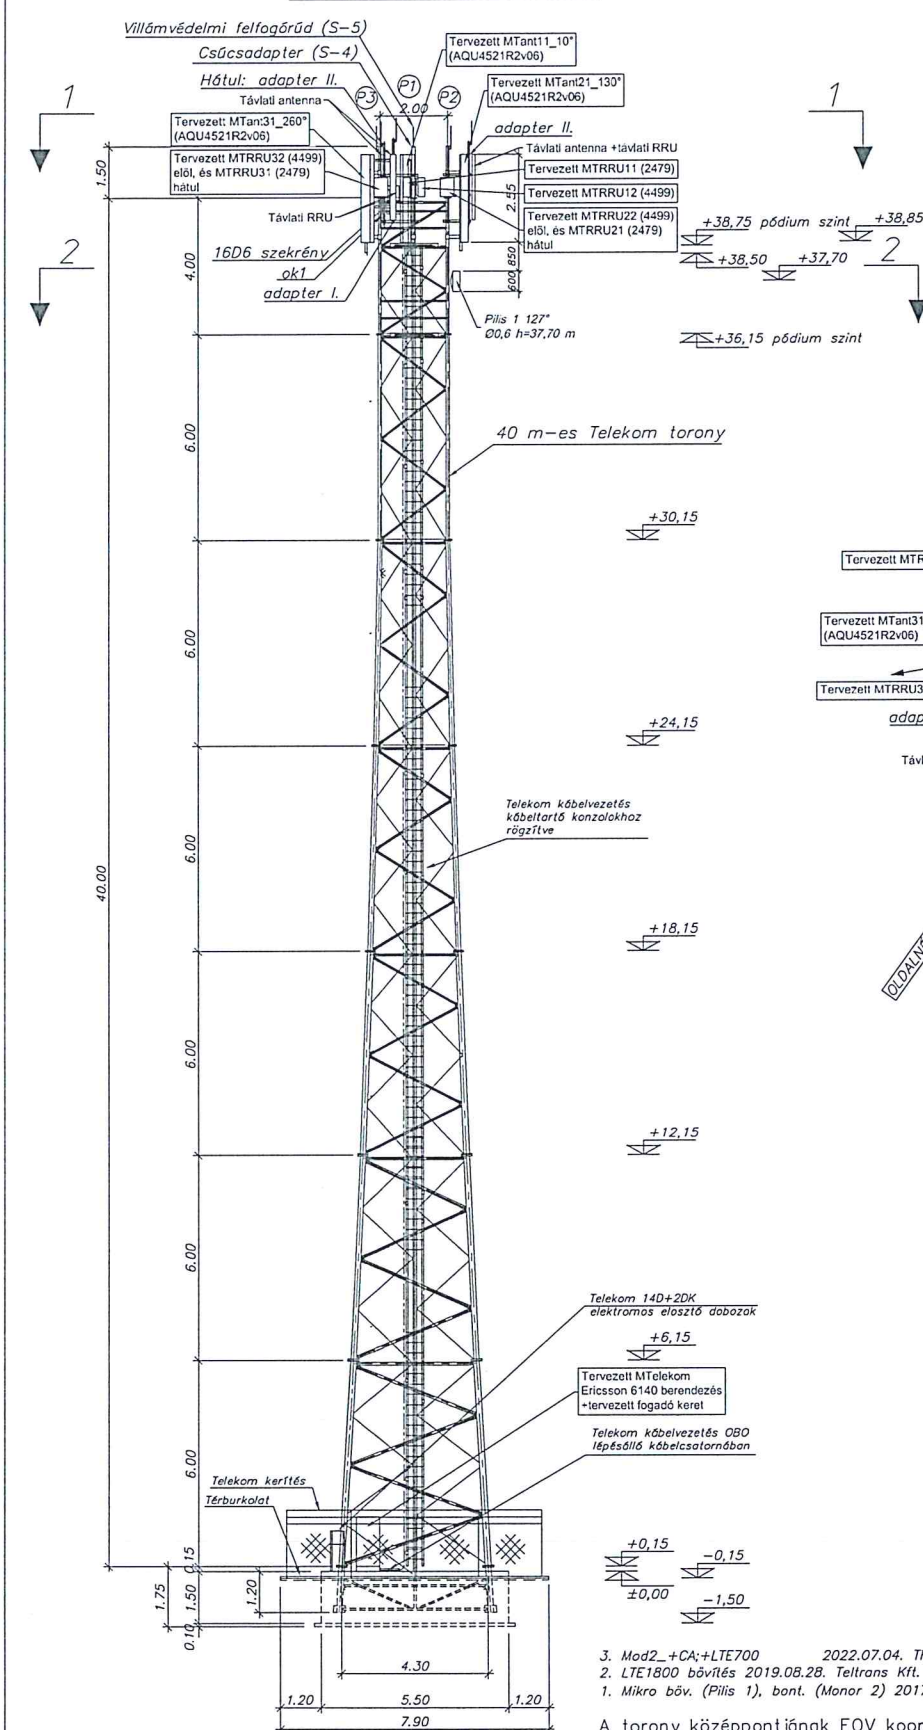 Villámvédelmi felfogórúd (S-5)
Csúcsadapter (S-4)
Hátul: adapter II.
Távlati antenna
P3
P1
P2
2.00
Tervezett MTant11_10°
(AQU4521R2v06)
Tervezett MTant21_130°
(AQU4521R2v06)
1
1
Tervezett MTant31_260°
(AQU4521R2v06)
adapter II.
Távlati antenna +távlati RRU
1.50
Tervezett MTRRU32 (4499)
elöl, és MTRRU31 (2479)
hátul
Tervezett MTRRU11 (2479)
Tervezett MTRRU12 (4499)
2.55
Tervezett MTRRU22 (4499)
elöl, és MTRRU21 (2479)
hátul
Távlati RRU
+38,75 pódium szint
+38,85
2
2
16D6 szekrény
ok1
adapter I.
4.00
850
600
+38,50
+37,70
Pilis 1 127°
Ø0,6 h=37,70 m
+36,15 pódium szint
6.00
40 m-es Telekom torony
+30,15
Tervezett MTR
6.00
Tervezett MTant31
(AQU4521R2v06)
Tervezett MTRRU3
adap
+24,15
Távl
Telekom kábelvezetés
kábeltartó konzolokhoz
rögzítve
6.00
40.00
+18,15
OLDALN
6.00
+12,15
6.00
Telekom 14D+2DK
elektromos elosztó dobozok
+6,15
Tervezett MTelekom
Ericsson 6140 berendezés
+tervezett fogadó keret
Telekom kábelvezetés OBO
lépésálló kábelcsatornában
6.00
Telekom kerítés
Térburkolat
0.15
+0,15
-0,15
±0,00
-1,50
1.75
1.50
1.20
0.10
4.30
1.20
5.50
1.20
7.90
3. Mod2_+CA;+LTE700 2022.07.04.
2. LTE1800 bővítés 2019.08.28. Teltrans Kft.
1. Mikro böv. (Pilis 1), bont. (Monor 2) 2017
A torony középpontjának EOV koor